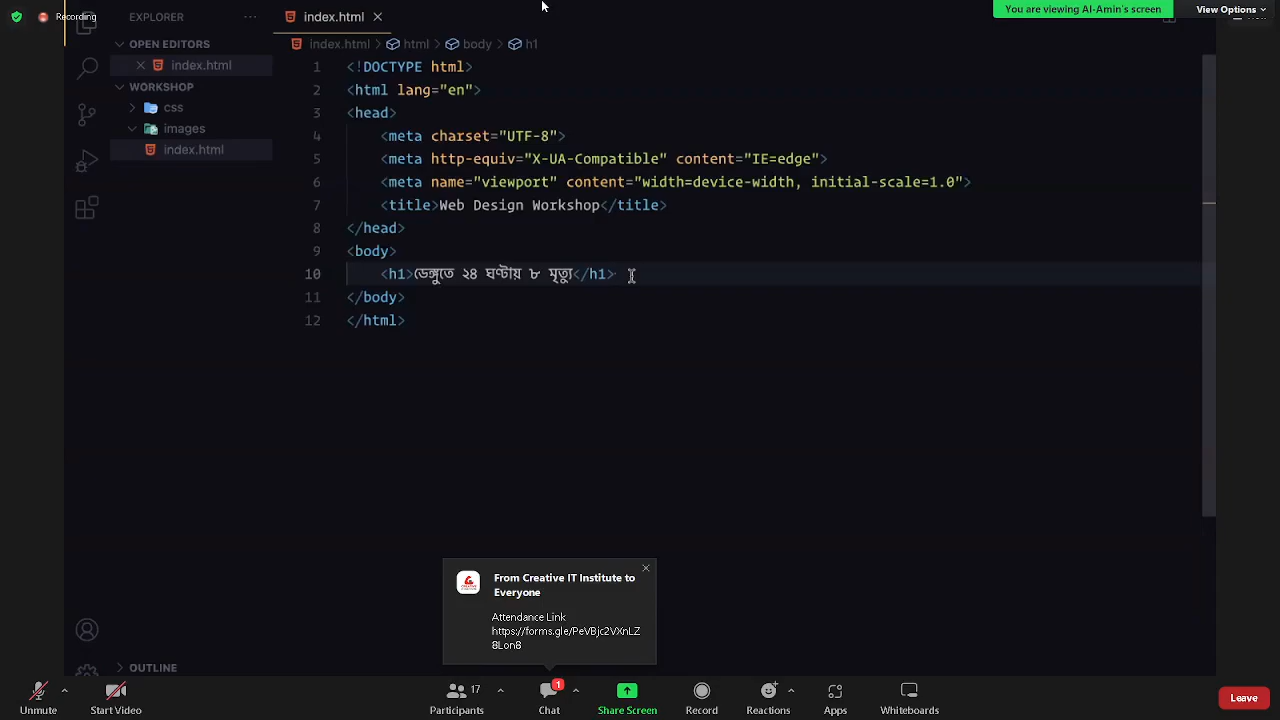 Recording
EXPLORER
index.html
You are viewing Al-Amin's screen
View Options
OPEN EDITORS
index.html
WORKSHOP
css
images
index.html
index.html > html > body > h1
1 <!DOCTYPE html>
2 <html lang="en">
3 <head>
4 <meta charset="UTF-8">
5 <meta http-equiv="X-UA-Compatible" content="IE=edge">
6 <meta name="viewport" content="width=device-width, initial-scale=1.0">
7 <title>Web Design Workshop</title>
8 </head>
9 <body>
10 <h1>ডেঙ্গুতে ২৪ ঘণ্টায় ৮ মৃত্যু</h1>
11 </body>
12 </html>
From Creative IT Institute to
Everyone
Attendance Link
https://forms.gle/PeVBjc2VXnLZ
8Lon8
OUTLINE
Unmute
Start Video
17
Participants
1
Chat
Share Screen
Record
Reactions
Apps
Whiteboards
Leave